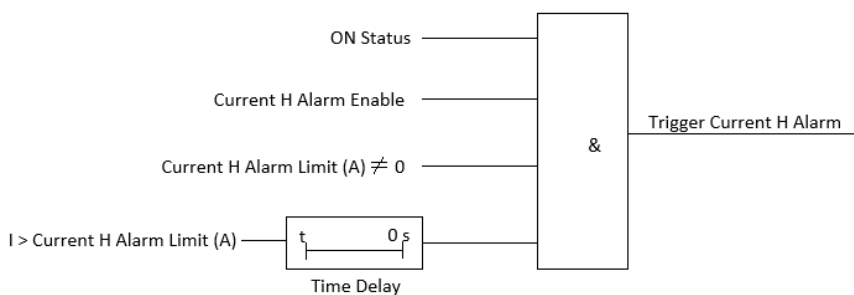 ON Status
Current H Alarm Enable
Current H Alarm Limit (A) ≠ 0
I > Current H Alarm Limit (A)
t 0 s
Time Delay
&
Trigger Current H Alarm